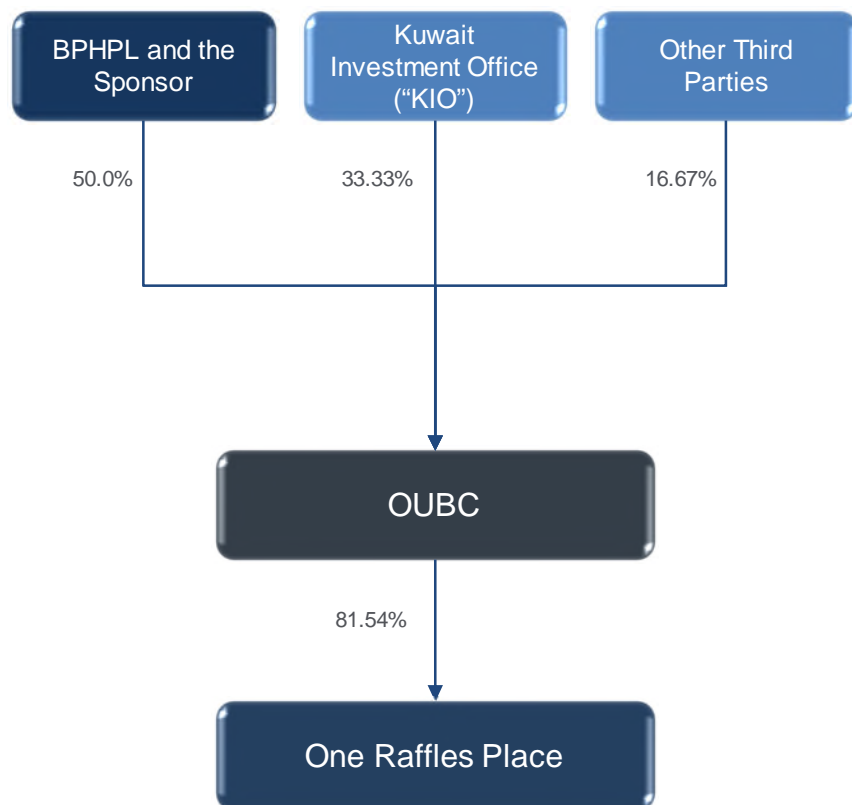 BPHPL and the
Sponsor
Kuwait
Investment Office
(“KIO”)
Other Third
Parties
50.0%
33.33%
16.67%
OUBC
81.54%
One Raffles Place